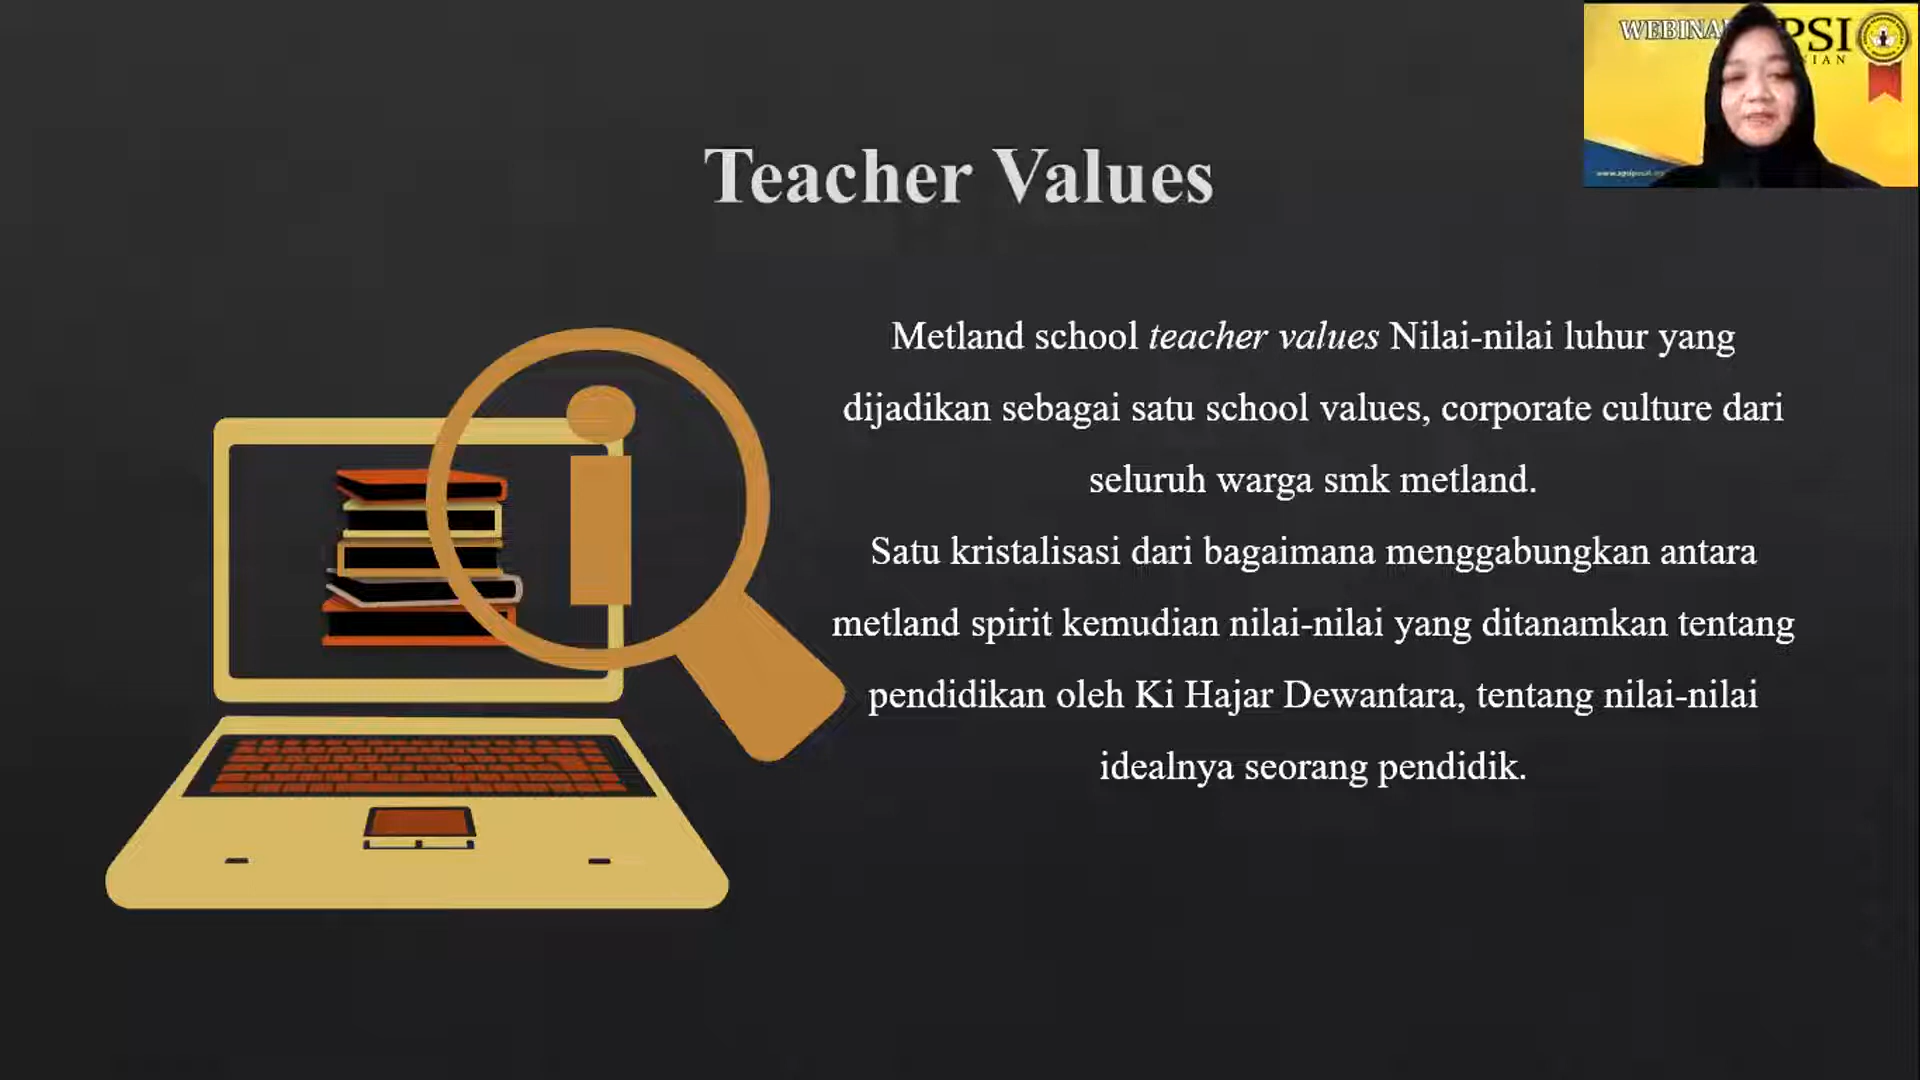 WEBINA
PSI
IAN
Teacher Values
Metland school teacher values Nilai-nilai luhur yang
dijadikan sebagai satu school values, corporate culture dari
seluruh warga smk metland.
Satu kristalisasi dari bagaimana menggabungkan antara
metland spirit kemudian nilai-nilai yang ditanamkan tentang
pendidikan oleh Ki Hajar Dewantara, tentang nilai-nilai
idealnya seorang pendidik.